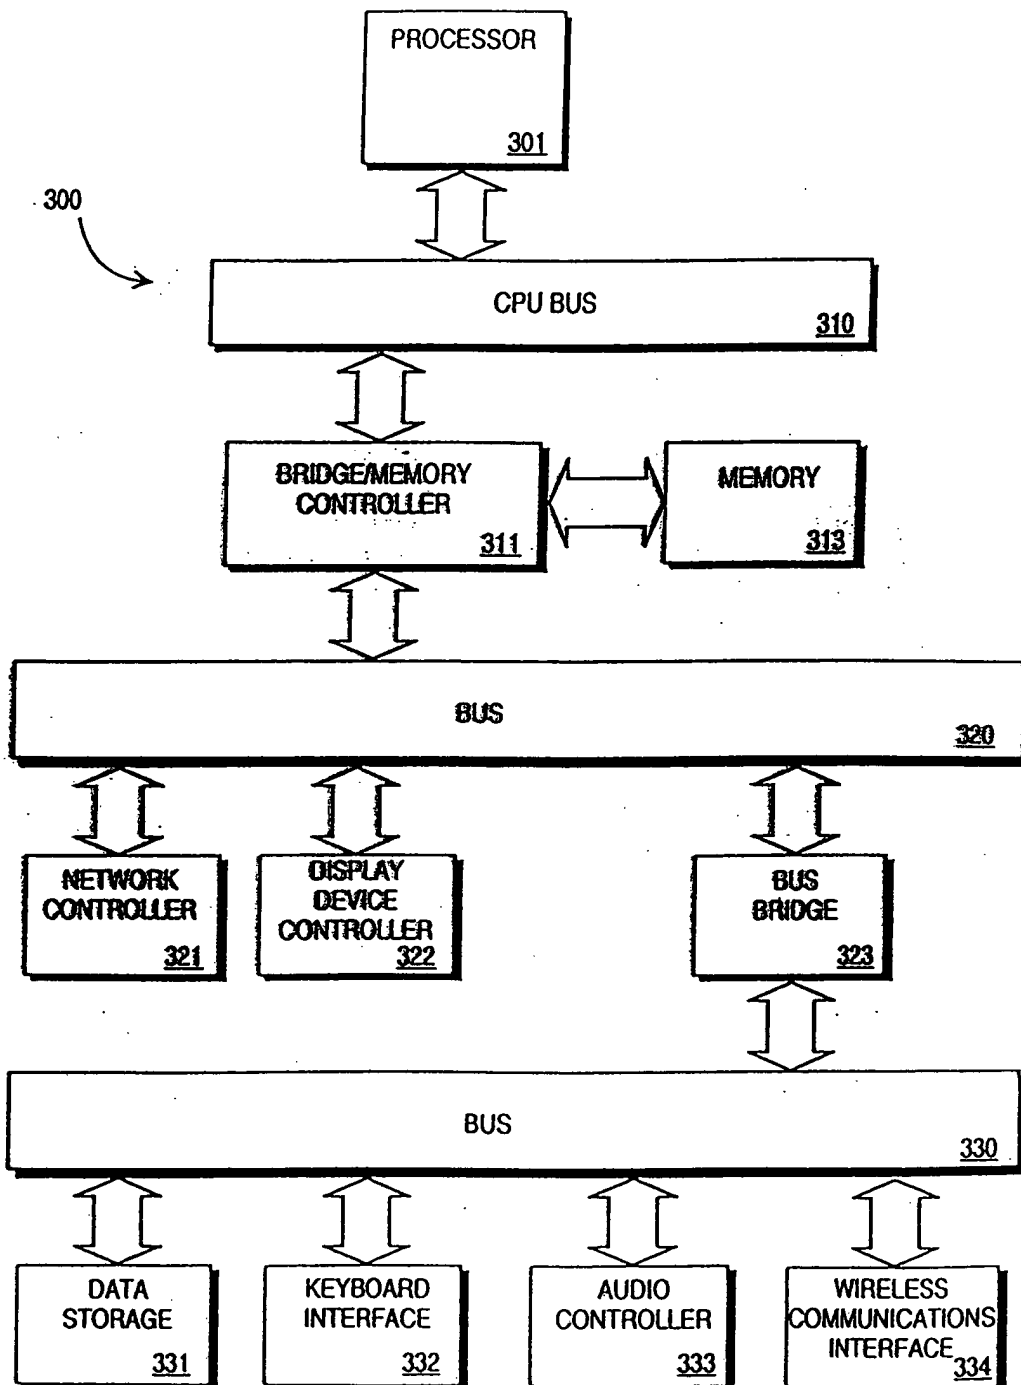 PROCESSOR
301
300
CPU BUS
310
BRIDGE/MEMORY
CONTROLLER
311
MEMORY
313
BUS
320
NETWORK
CONTROLLER
321
DISPLAY
DEVICE
CONTROLLER
322
BUS
BRIDGE
323
BUS
330
DATA
STORAGE
331
KEYBOARD
INTERFACE
332
AUDIO
CONTROLLER
333
WIRELESS
COMMUNICATIONS
INTERFACE
334